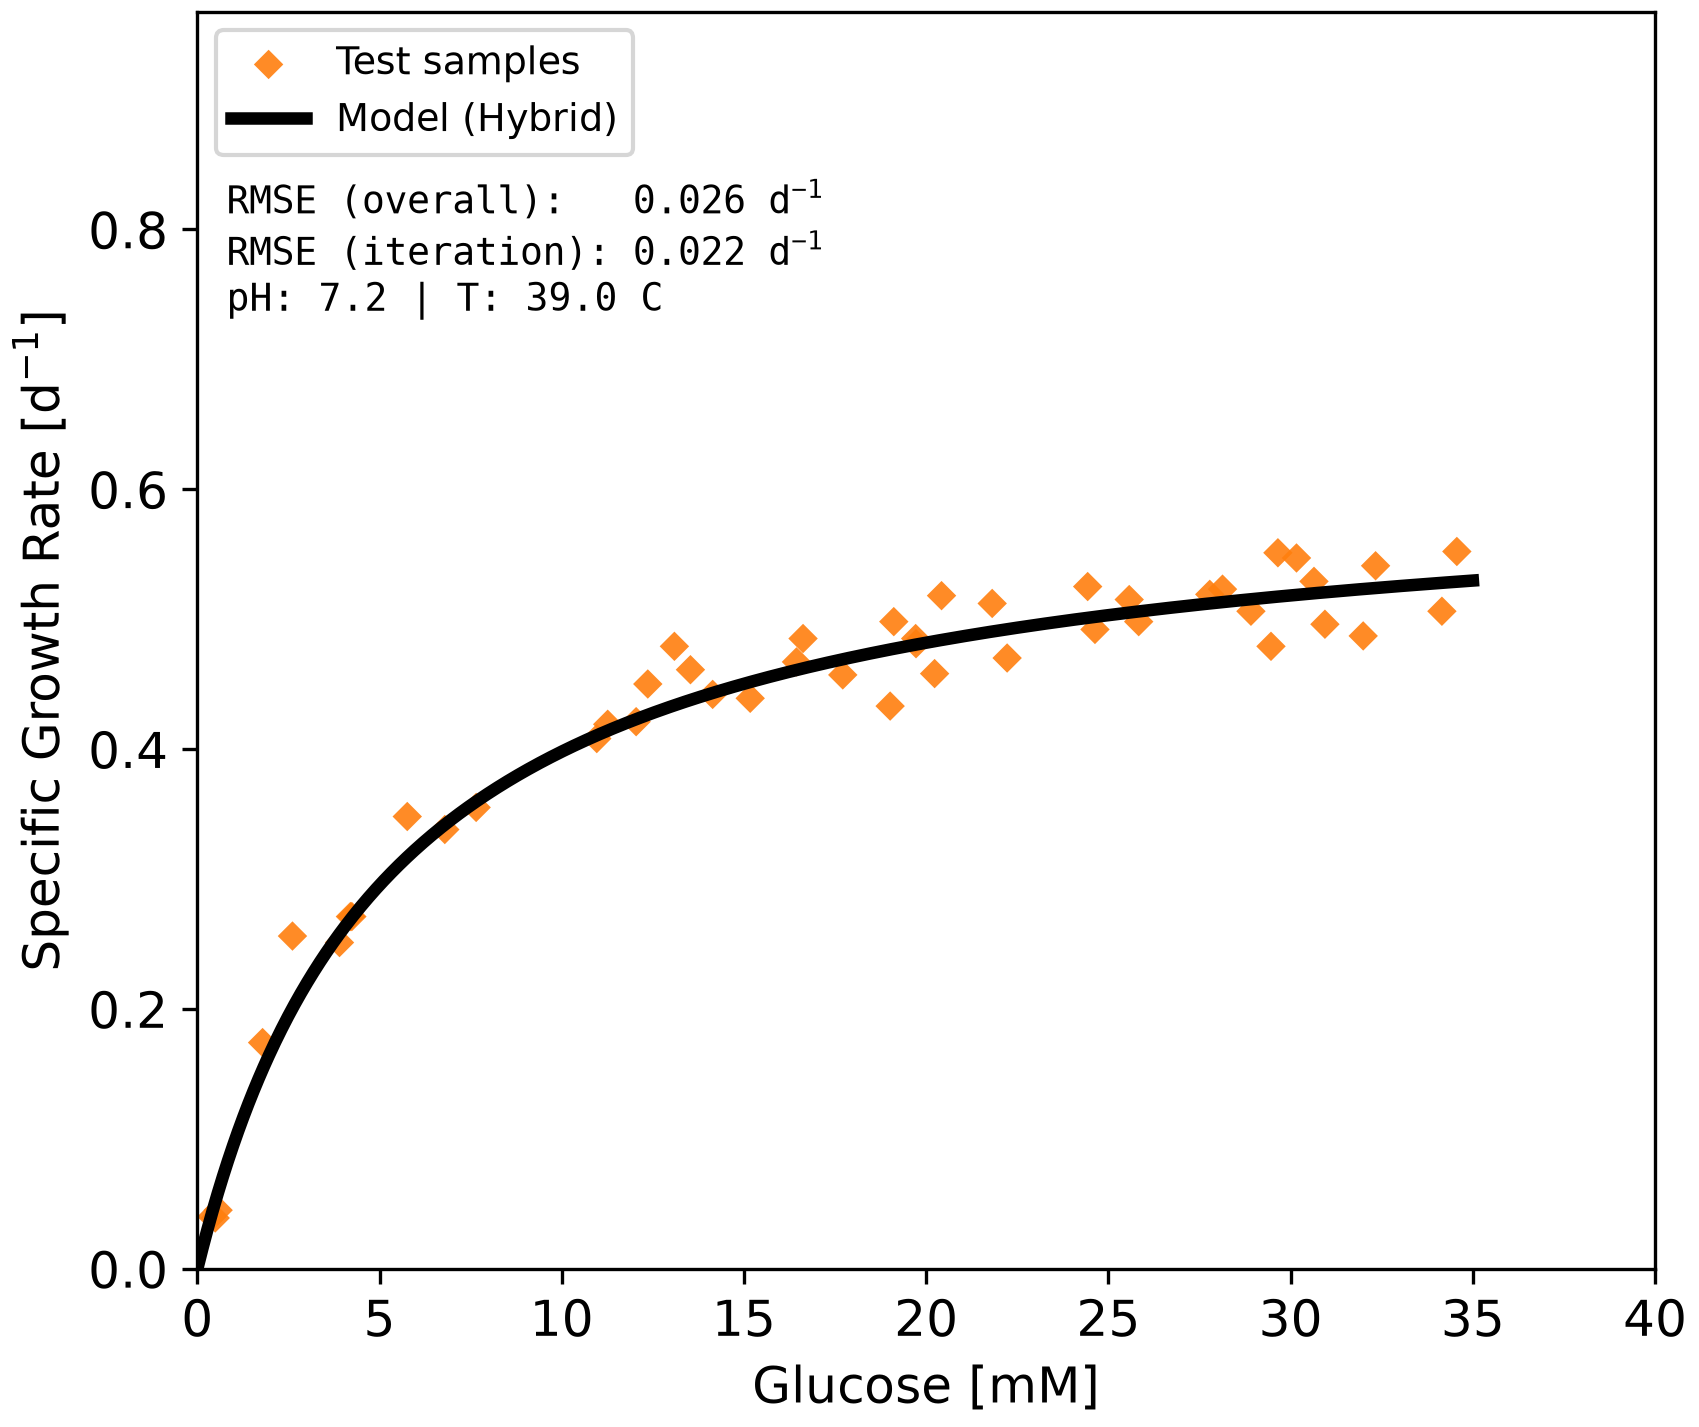 Test samples
Model (Hybrid)
RMSE (overall):   0.026 d⁻¹
RMSE (iteration): 0.022 d⁻¹
pH: 7.2 | T: 39.0 C
Specific Growth Rate [d⁻¹]
0.8
0.6
0.4
0.2
0.0
0 5 10 15 20 25 30 35 40
Glucose [mM]